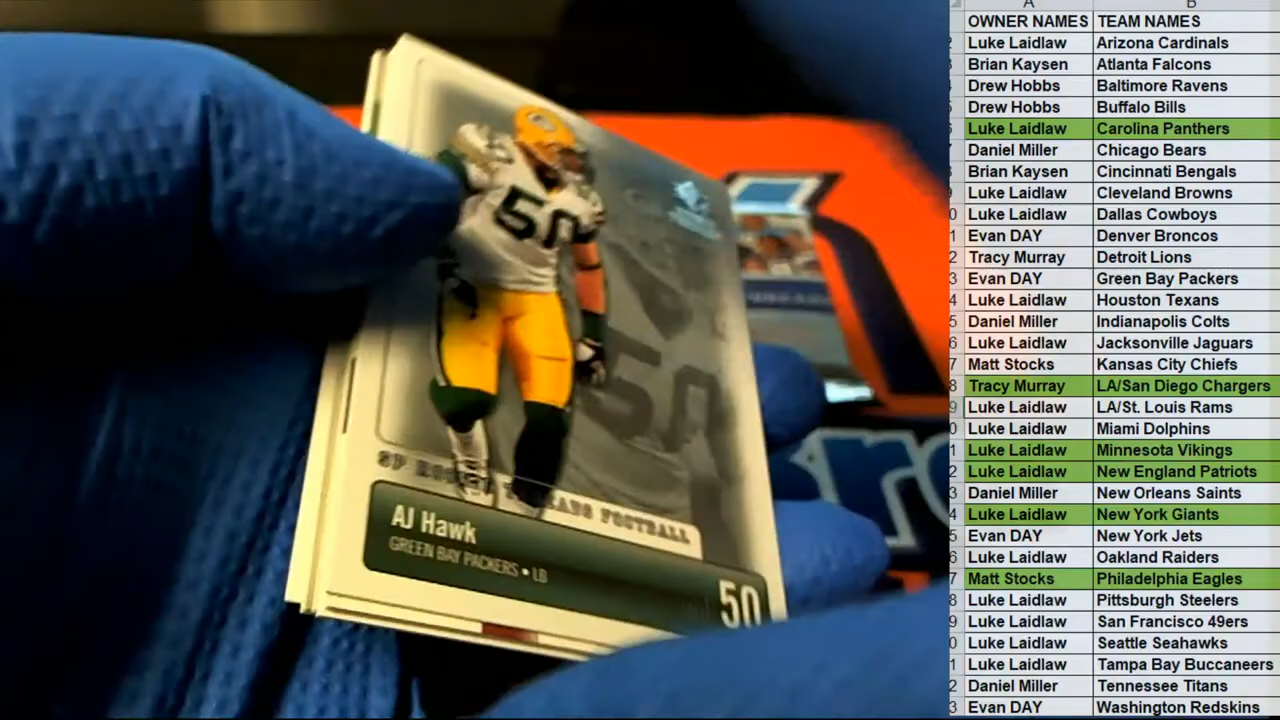 A B
OWNER NAMES TEAM NAMES
Luke Laidlaw Arizona Cardinals
Brian Kaysen Atlanta Falcons
Drew Hobbs Baltimore Ravens
Drew Hobbs Buffalo Bills
Luke Laidlaw Carolina Panthers
Daniel Miller Chicago Bears
Brian Kaysen Cincinnati Bengals
Luke Laidlaw Cleveland Browns
Luke Laidlaw Dallas Cowboys
Evan DAY Denver Broncos
Tracy Murray Detroit Lions
Evan DAY Green Bay Packers
Luke Laidlaw Houston Texans
Daniel Miller Indianapolis Colts
Luke Laidlaw Jacksonville Jaguars
Matt Stocks Kansas City Chiefs
Tracy Murray LA/San Diego Chargers
Luke Laidlaw LA/St. Louis Rams
Luke Laidlaw Miami Dolphins
Luke Laidlaw Minnesota Vikings
Luke Laidlaw New England Patriots
Daniel Miller New Orleans Saints
Luke Laidlaw New York Giants
Evan DAY New York Jets
Luke Laidlaw Oakland Raiders
Matt Stocks Philadelphia Eagles
Luke Laidlaw Pittsburgh Steelers
Luke Laidlaw San Francisco 49ers
Luke Laidlaw Seattle Seahawks
Luke Laidlaw Tampa Bay Buccaneers
Daniel Miller Tennessee Titans
Evan DAY Washington Redskins
50
50
SP FOOTBALL
AJ Hawk
GREEN BAY PACKERS • LB
50